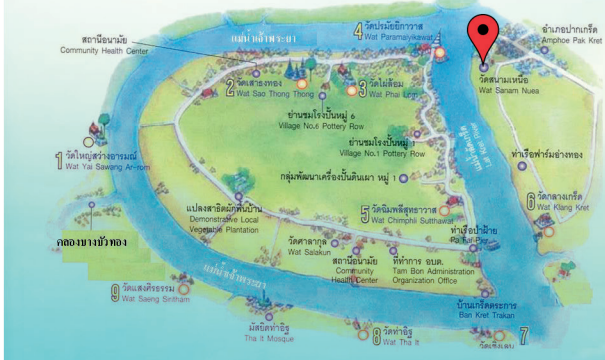 สถานีอนามัย
Community Health Center
แม่น้ำเจ้าพระยา
4 วัดปรมัยยิกาวาส
Wat Paramaiyikawat
อำเภอปากเกร็ด
Amphoe Pak Kret
วัดสนามเหนือ
Wat Sanam Nuea
2 วัดเสาธงทอง
Wat Sao Thong Thong
3 วัดไผ่ล้อม
Wat Phai Lom
ย่านชมโรงปั้นหมู่ 6
Village No.6 Pottery Row
ย่านชมโรงปั้นหมู่ 1
Village No.1 Pottery Row
1 วัดใหญ่สว่างอารมณ์
Wat Yai Sawang Ar-rom
กลุ่มพัฒนาเครื่องปั้นดินเผา หมู่ 1
ท่าเรือฟาร์มอ่างทอง
6 วัดกลางเกร็ด
Wat Klang Kret
แปลงสาธิตผักพื้นบ้าน
Demonstrative Local
Vegetable Plantation
5 วัดฉิมพลีสุทธาวาส
Wat Chimphli Sutthawat
คลองบางบัวทอง
วัดศาลากุล
Wat Salakun
ท่าเรือป่าฝ้าย
Pa Fai Pier
สถานีอนามัย
Community
Health
Center
ที่ทำการ อบต.
Tam Bon Administration
Organization Office
แม่น้ำเจ้าพระยา
9 วัดแสงศิริธรรม
Wat Saeng Siritham
บ้านเกร็ดตระการ
Ban Kret Trakan
มัสยิดท่าอิฐ
Tha It Mosque
8 วัดท่าอิฐ
Wat Tha It
7